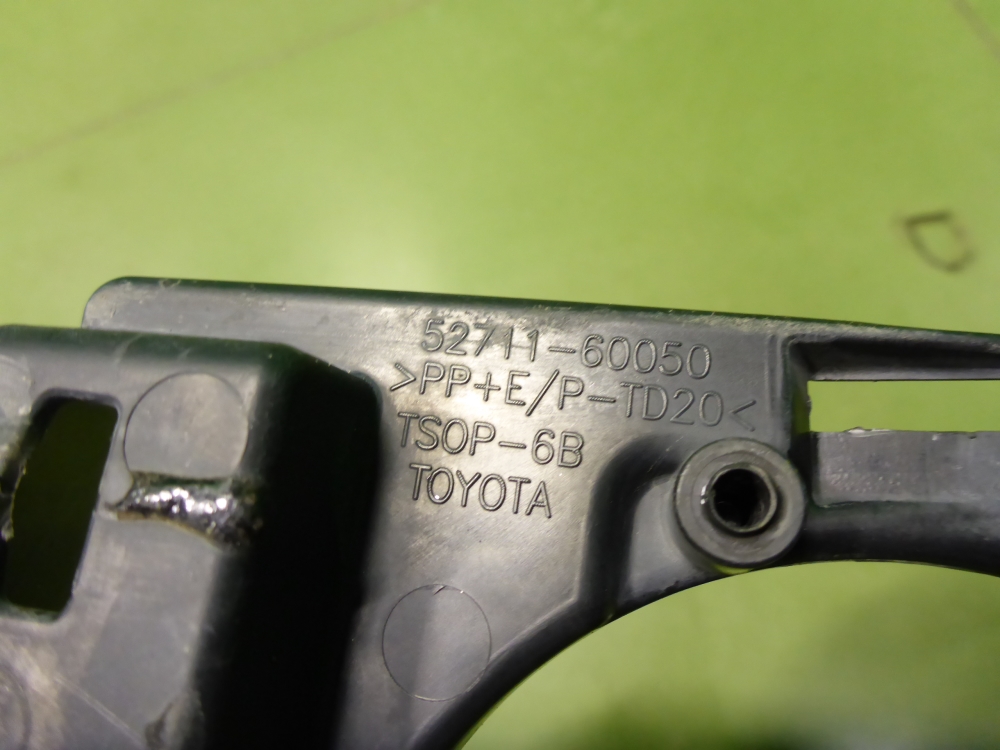 52711-60050
>PP+E/P-TD20<
TSOP-6B
TOYOTA
D